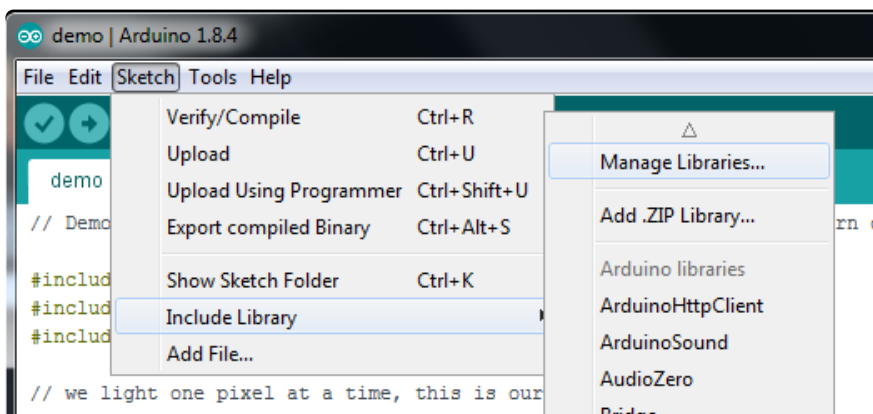 demo | Arduino 1.8.4
File Edit Sketch Tools Help
Verify/Compile Ctrl+R
Upload Ctrl+U
Upload Using Programmer Ctrl+Shift+U
Export compiled Binary Ctrl+Alt+S
Show Sketch Folder Ctrl+K
Include Library
Add File...
Manage Libraries...
Add .ZIP Library...
Arduino libraries
ArduinoHttpClient
ArduinoSound
AudioZero
Bridge
demo
// Demo
#includ
#includ
#includ
// we light one pixel at a time, this is our